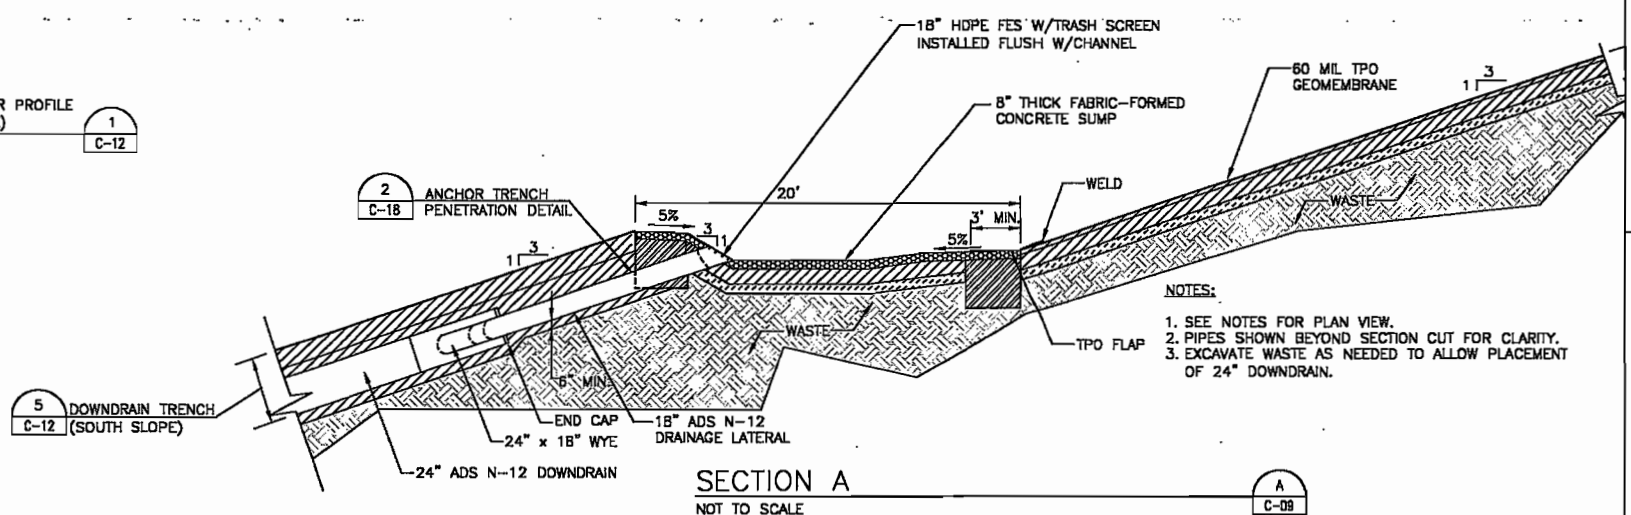 18" HDPE FES W/TRASH SCREEN
INSTALLED FLUSH W/CHANNEL
60 MIL TPO
GEOMEMBRANE
3
1
R PROFILE
)
1
C-12
8" THICK FABRIC-FORMED
CONCRETE SUMP
2
C-18
ANCHOR TRENCH
PENETRATION DETAIL
20'
WELD
WASTE
5%
3
1
3' MIN.
5%
3
1
NOTES:
1. SEE NOTES FOR PLAN VIEW.
2. PIPES SHOWN BEYOND SECTION CUT FOR CLARITY.
3. EXCAVATE WASTE AS NEEDED TO ALLOW PLACEMENT
OF 24" DOWNDRAIN.
WASTE
TPO FLAP
6" MIN.
5
C-12
DOWNDRAIN TRENCH
(SOUTH SLOPE)
END CAP
18" ADS N-12
DRAINAGE LATERAL
24" x 18" WYE
24" ADS N-12 DOWNDRAIN
SECTION A
NOT TO SCALE
A
C-09